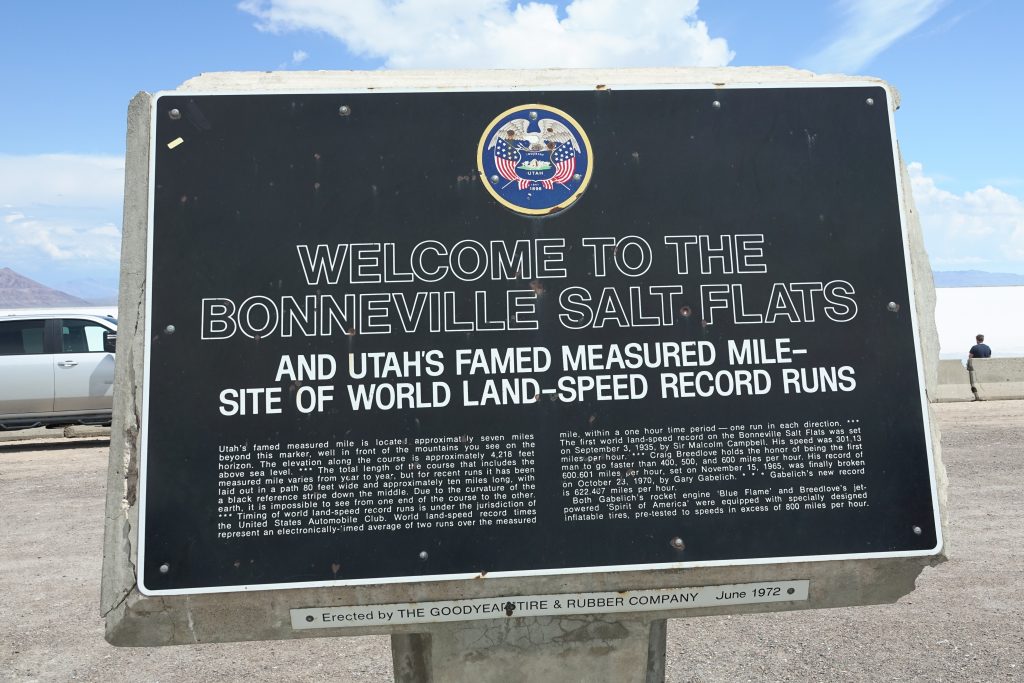 UTAH
1896
WELCOME TO THE
BONNEVILLE SALT FLATS
AND UTAH'S FAMED MEASURED MILE–
SITE OF WORLD LAND–SPEED RECORD RUNS
Utah's famed measured mile is located approximately seven miles
beyond this marker, well in front of the mountains you see on the
horizon. The elevation along the course is approximately 4,218 feet
above sea level. *** The total length of the course that includes the
measured mile varies from year to year, but for recent runs it has been
laid out in a path 80 feet wide and approximately ten miles long, with
a black reference stripe down the middle. Due to the curvature of the
earth, it is impossible to see from one end of the course to the other.
*** Timing of world land-speed record runs is under the jurisdiction of
the United States Automobile Club. World land-speed record times
represent an electronically-timed average of two runs over the measured
mile, within a one hour time period — one run in each direction. ***
The first world land-speed record on the Bonneville Salt Flats was set
on September 3, 1935, by Sir Malcolm Campbell. His speed was 301.13
miles per hour. *** Craig Breedlove holds the honor of being the first
man to go faster than 400, 500, and 600 miles per hour. His record of
600.601 miles per hour, set on November 15, 1965, was finally broken
on October 23, 1970, by Gary Gabelich. *** Gabelich's new record
is 622.407 miles per hour.
Both Gabelich's rocket engine 'Blue Flame' and Breedlove's jet-
powered 'Spirit of America' were equipped with specially designed
inflatable tires, pre-tested to speeds in excess of 800 miles per hour.
Erected by THE GOODYEAR TIRE & RUBBER COMPANY June 1972